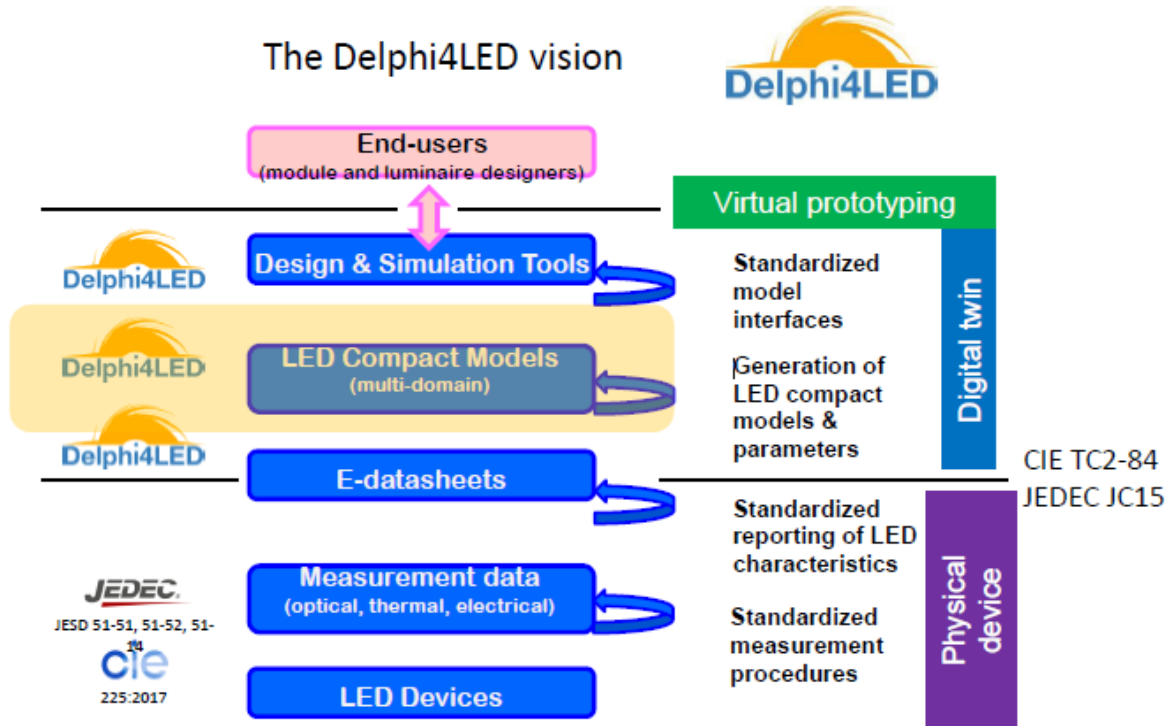 The Delphi4LED vision
Delphi4LED
End-users
(module and luminaire designers)
Virtual prototyping
Delphi4LED
Design & Simulation Tools
Standardized
model
interfaces
Digital twin
Delphi4LED
LED Compact Models
(multi-domain)
Generation of
LED compact
models &
parameters
Delphi4LED
E-datasheets
CIE TC2-84
JEDEC JC15
Standardized
reporting of LED
characteristics
Physical
device
JEDEC.
JESD 51-51, 51-52, 51-
14
Measurement data
(optical, thermal, electrical)
Standardized
measurement
procedures
cie
225:2017
LED Devices